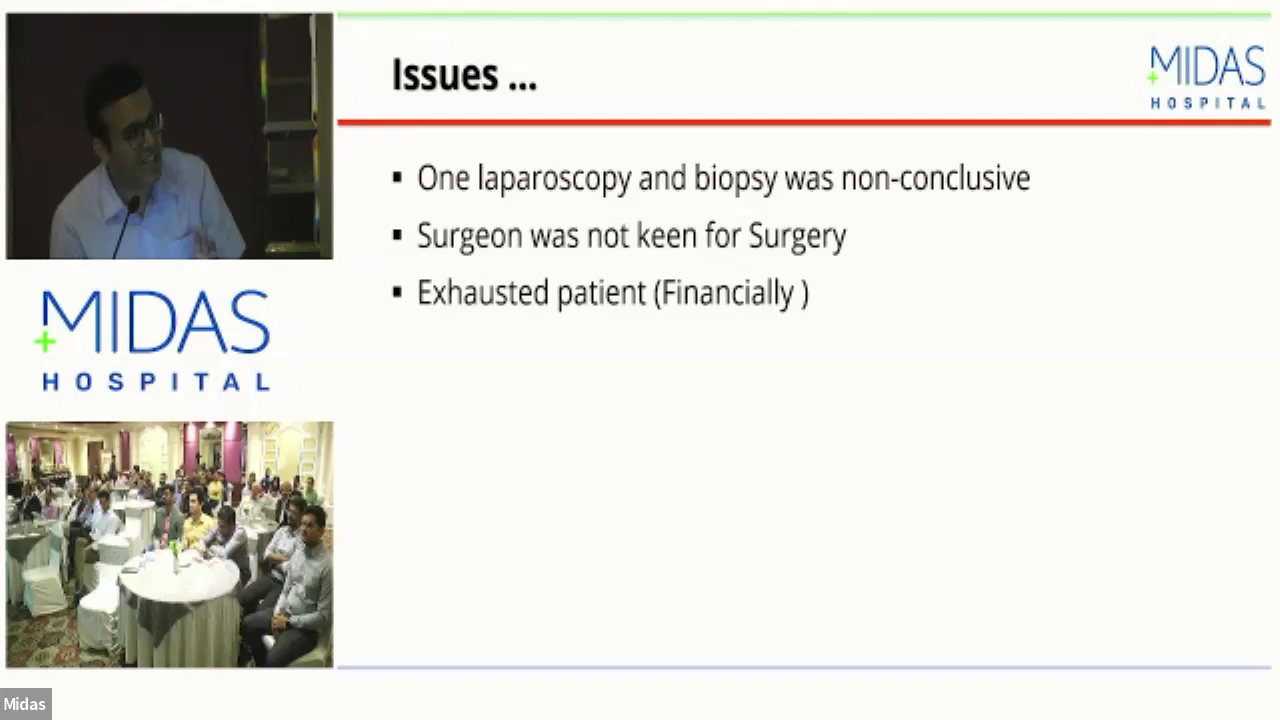 Issues ...
MIDAS
HOSPITAL
▪ One laparoscopy and biopsy was non-conclusive
▪ Surgeon was not keen for Surgery
▪ Exhausted patient (Financially )
MIDAS
HOSPITAL
Midas